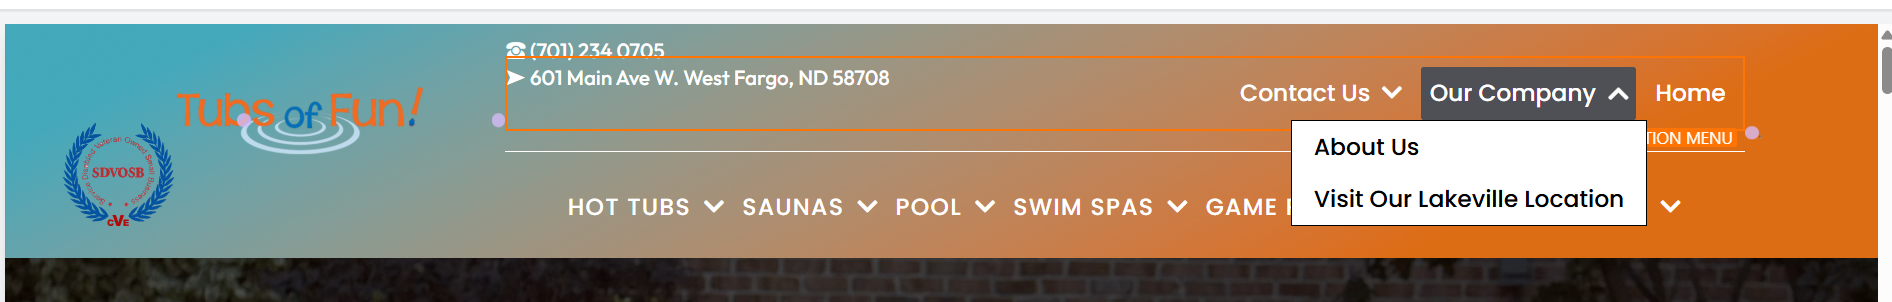 ☎ (701) 234 0705
➤ 601 Main Ave W. West Fargo, ND 58708
Contact Us Our Company Home
Tubs of Fun!
TION MENU
About Us
Service Disabled Veteran Owned Small Business
SDVOSB
CVE
Visit Our Lakeville Location
HOT TUBS SAUNAS POOL SWIM SPAS GAME